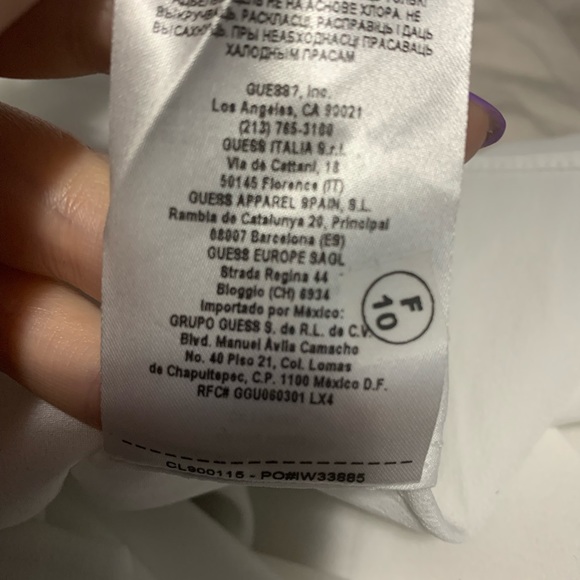 НА АСНОВЕ ХЛОРА. НЕ
ВЫКРУЧВАЦЬ, РАСКЛАСЦІ, РАСПРАВІЦЬ І ДАЦЬ
ВЫСАХНУЦЬ. ПРЫ НЕАБХОДНАСЦІ ПРАСАВАЦЬ
ХАЛОДНЫМ ПРАСАМ.
GUESS?, Inc.
Los Angeles, CA 90021
(213) 765-3100
GUESS ITALIA S.r.l.
Via de Cattani, 18
50145 Florence (IT)
GUESS APPAREL SPAIN, S.L.
Rambla de Catalunya 20, Principal
08007 Barcelona (ES)
GUESS EUROPE SAGL
Strada Regina 44
Bioggio (CH) 6934
Importado por México:
GRUPO GUESS S. de R.L. de C.V.
Blvd. Manuel Ávila Camacho
No. 40 Piso 21, Col. Lomas
de Chapultepec, C.P. 1100 México D.F.
RFC# GGU060301 LX4
F
10
CL900115 - PO#IW33885